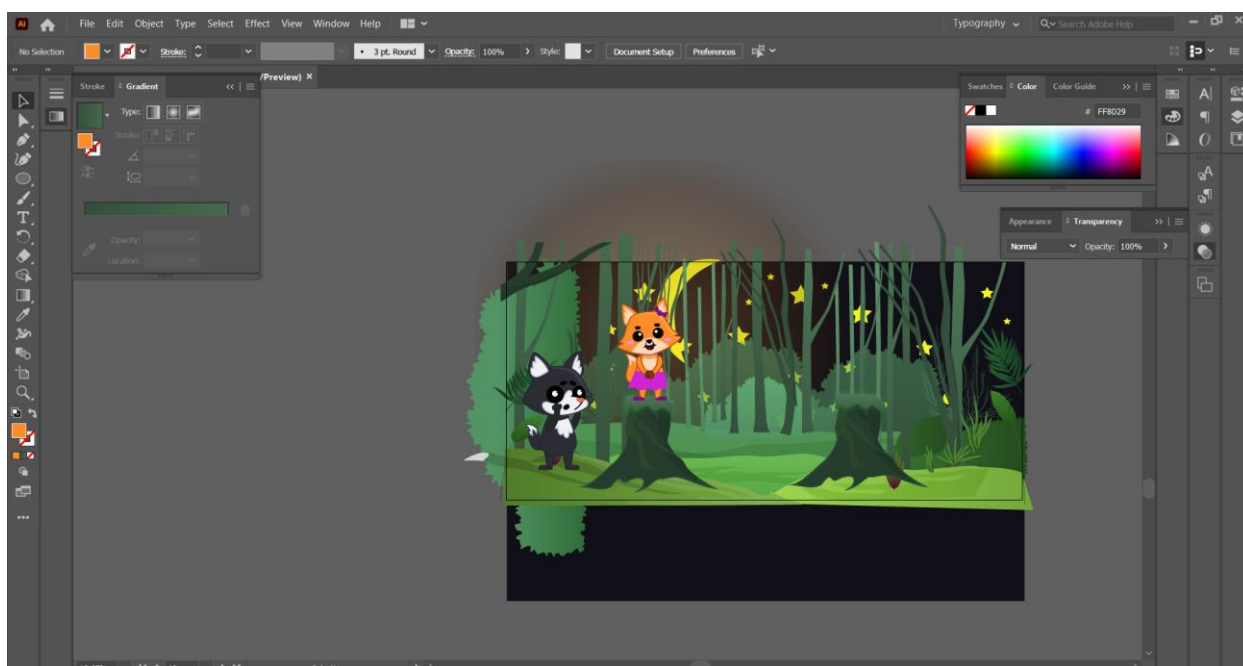 Ai File Edit Object Type Select Effect View Window Help Typography Search Adobe Help
No Selection Stroke: 3 pt. Round Opacity: 100% Style: Document Setup Preferences
/Preview) ×
Stroke Gradient
Type:
Stroke:
Opacity:
Location:
Swatches Color Color Guide
# FF8D29
Appearance Transparency
Normal Opacity: 100%